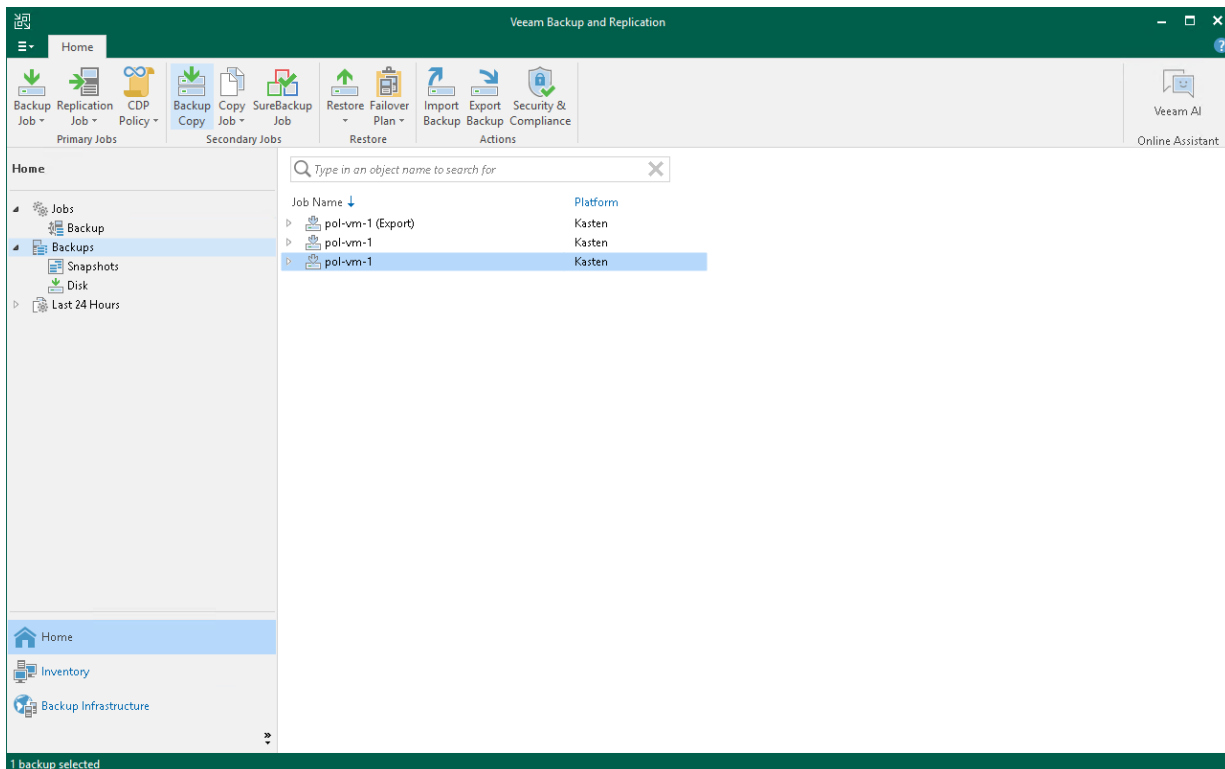 Veeam Backup and Replication
Home
?
Backup Job
Replication Job
CDP Policy
Backup Copy
Copy Job
SureBackup Job
Restore
Failover Plan
Import Backup
Export Backup
Security & Compliance
Veeam AI
Primary Jobs
Secondary Jobs
Restore
Actions
Online Assistant
Home
Jobs
Backup
Backups
Snapshots
Disk
Last 24 Hours
Type in an object name to search for
Job Name Platform
pol-vm-1 (Export) Kasten
pol-vm-1 Kasten
pol-vm-1 Kasten
Home
Inventory
Backup Infrastructure
1 backup selected